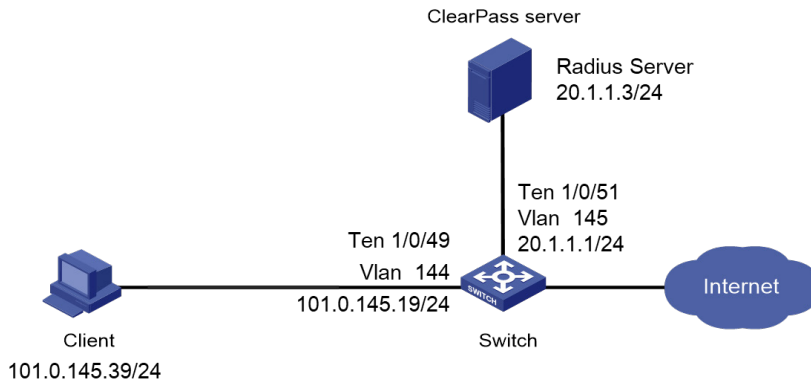 ClearPass server
Radius Server
20.1.1.3/24
Ten 1/0/51
Vlan 145
20.1.1.1/24
Ten 1/0/49
Vlan 144
101.0.145.19/24
SWITCH
Internet
Client
Switch
101.0.145.39/24